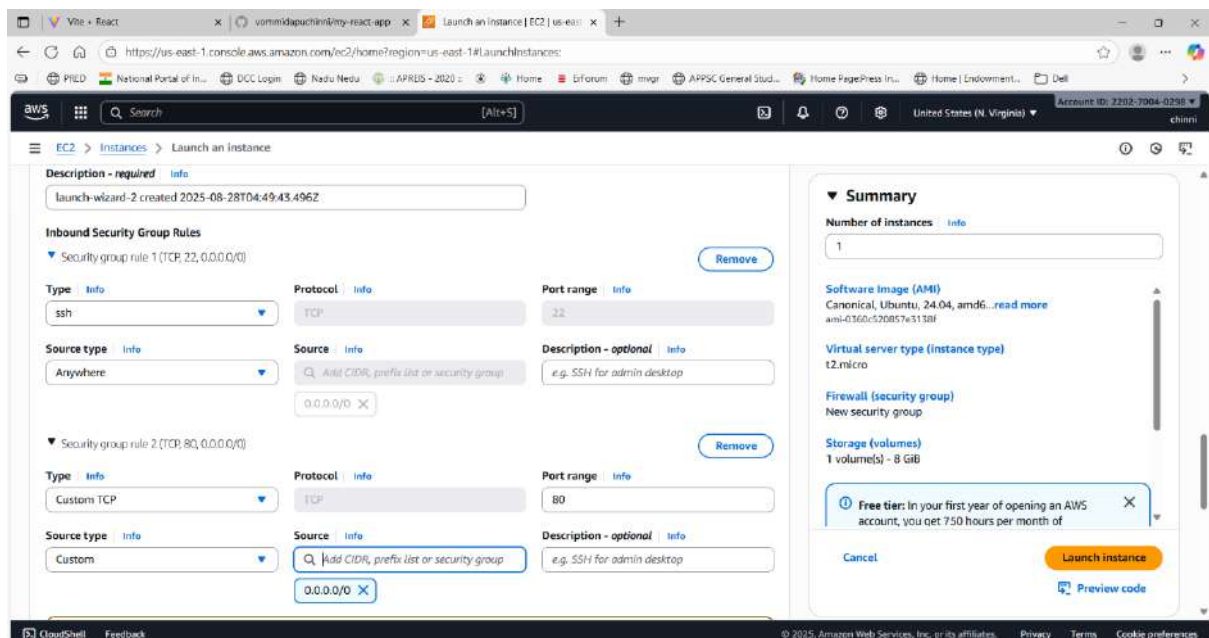 Vite + React
vommidapuchinni/my-react-app
Launch an instance | EC2 | us-eas
https://us-east-1.console.aws.amazon.com/ec2/home?region=us-east-1#LaunchInstances:
PRED
National Portal of In...
DCC Login
Nadu Nedu
:: APREIS - 2020 ::
Home
Erforum
mvgr
APPSC General Stud...
Home Page:Press In...
Home | Endowment...
Dell
aws
Search
[Alt+S]
United States (N. Virginia)
Account ID: 2202-7004-0298
chinni
EC2 > Instances > Launch an instance
Description - required Info
launch-wizard-2 created 2025-08-28T04:49:43.496Z
Inbound Security Group Rules
Security group rule 1 (TCP, 22, 0.0.0.0/0)
Remove
Type Info
Protocol Info
Port range Info
ssh
TCP
22
Source type Info
Source Info
Description - optional Info
Anywhere
Add CIDR, prefix list or security group
e.g. SSH for admin desktop
0.0.0.0/0
Security group rule 2 (TCP, 80, 0.0.0.0/0)
Remove
Type Info
Protocol Info
Port range Info
Custom TCP
TCP
80
Source type Info
Source Info
Description - optional Info
Custom
Add CIDR, prefix list or security group
e.g. SSH for admin desktop
0.0.0.0/0
Summary
Number of instances Info
1
Software Image (AMI)
Canonical, Ubuntu, 24.04, amd6...read more
ami-0360c520857e3138f
Virtual server type (instance type)
t2.micro
Firewall (security group)
New security group
Storage (volumes)
1 volume(s) - 8 GiB
Free tier: In your first year of opening an AWS
account, you get 750 hours per month of
Cancel
Launch instance
Preview code
CloudShell
Feedback
© 2025, Amazon Web Services, Inc. or its affiliates.
Privacy
Terms
Cookie preferences